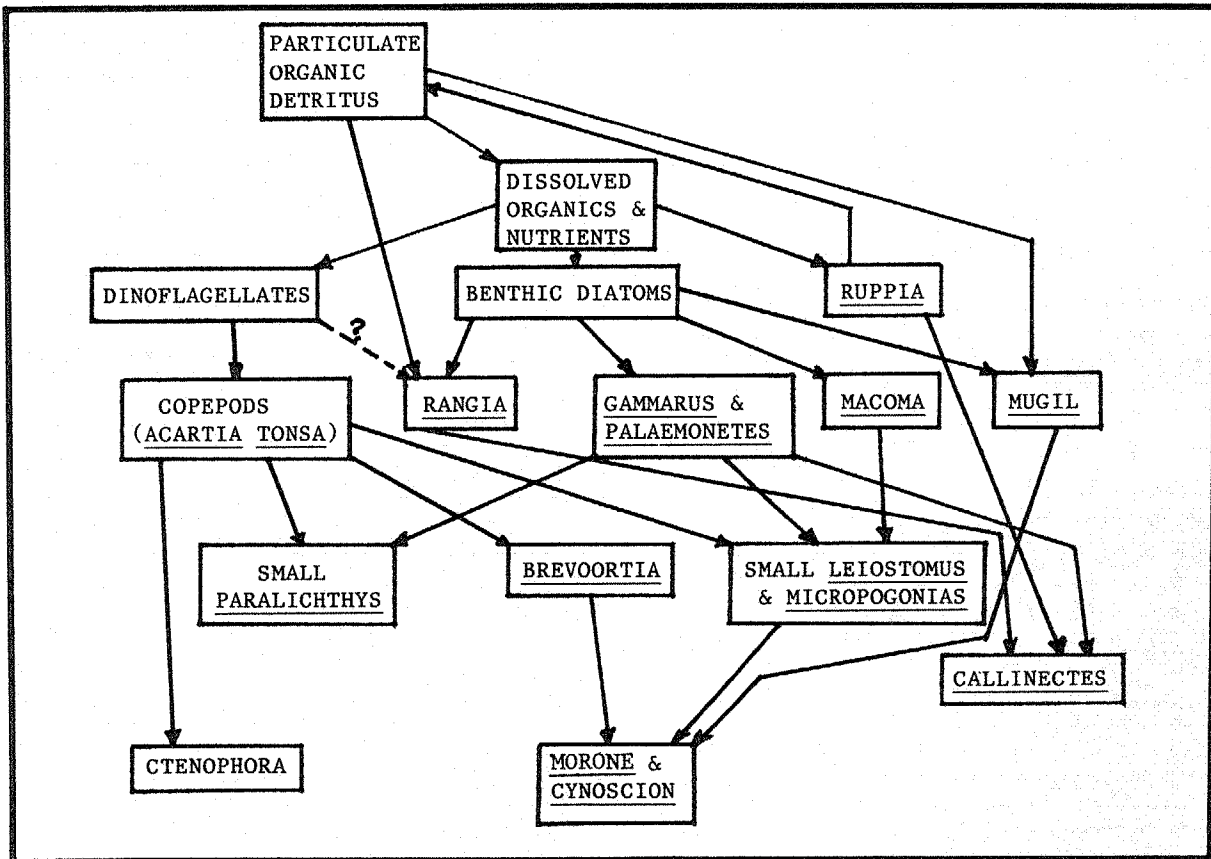 PARTICULATE
ORGANIC
DETRITUS
DISSOLVED
ORGANICS &
NUTRIENTS
DINOFLAGELLATES
BENTHIC DIATOMS
RUPPIA
?
COPEPODS
(ACARTIA TONSA)
RANGIA
GAMMARUS &
PALAEMONETES
MACOMA
MUGIL
SMALL
PARALICHTHYS
BREVOORTIA
SMALL LEIOSTOMUS
& MICROPOGONIAS
CALLINECTES
CTENOPHORA
MORONE &
CYNOSCION